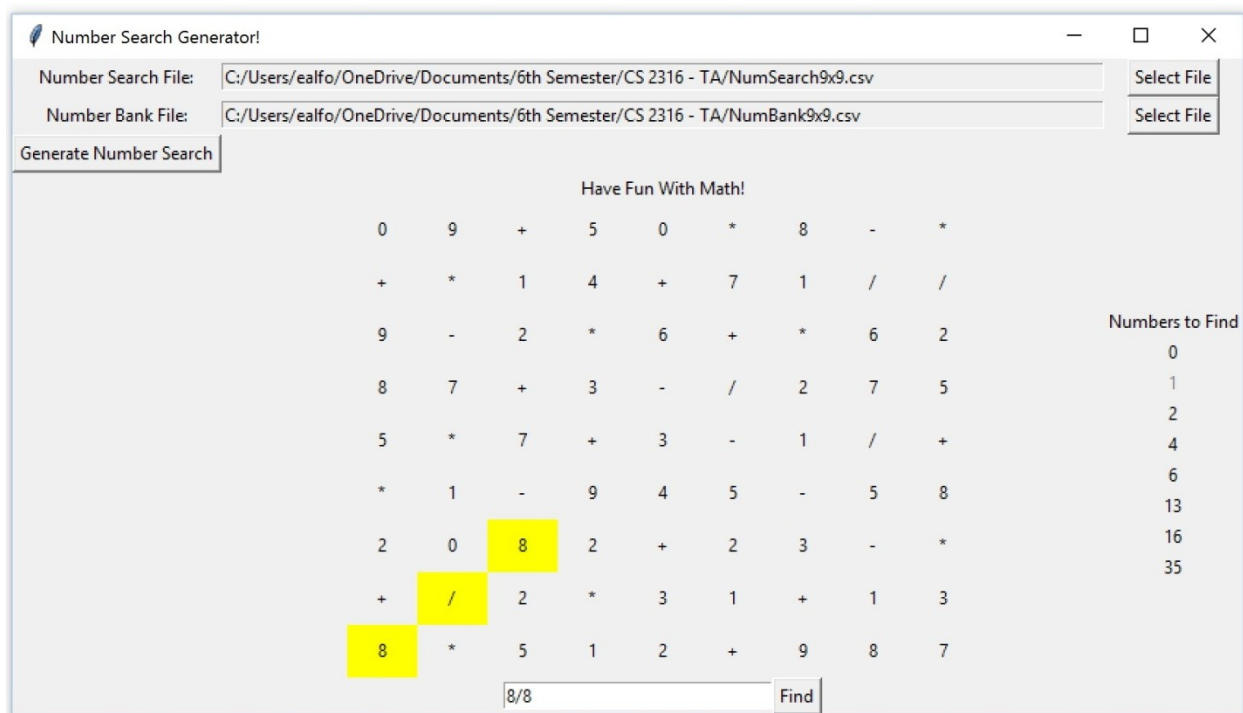 Number Search Generator!
Number Search File: C:/Users/ealfo/OneDrive/Documents/6th Semester/CS 2316 - TA/NumSearch9x9.csv Select File
Number Bank File: C:/Users/ealfo/OneDrive/Documents/6th Semester/CS 2316 - TA/NumBank9x9.csv Select File
Generate Number Search
Have Fun With Math!
0 9 + 5 0 * 8 - *
+ * 1 4 + 7 1 / /
9 - 2 * 6 + * 6 2
8 7 + 3 - / 2 7 5
5 * 7 + 3 - 1 / +
* 1 - 9 4 5 - 5 8
2 0 8 2 + 2 3 - *
+ / 2 * 3 1 + 1 3
8 * 5 1 2 + 9 8 7
Numbers to Find
0
1
2
4
6
13
16
35
8/8 Find